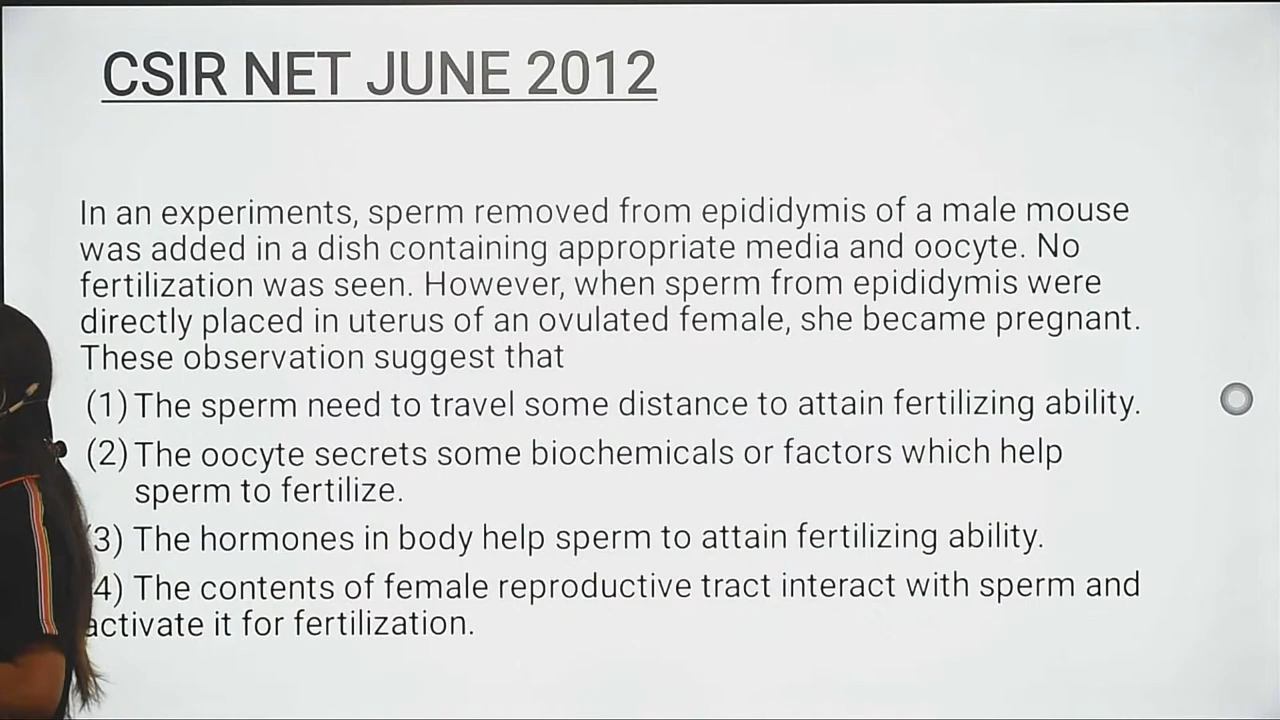 CSIR NET JUNE 2012
In an experiments, sperm removed from epididymis of a male mouse
was added in a dish containing appropriate media and oocyte. No
fertilization was seen. However, when sperm from epididymis were
directly placed in uterus of an ovulated female, she became pregnant.
These observation suggest that
(1) The sperm need to travel some distance to attain fertilizing ability.
(2) The oocyte secrets some biochemicals or factors which help
sperm to fertilize.
(3) The hormones in body help sperm to attain fertilizing ability.
4) The contents of female reproductive tract interact with sperm and
activate it for fertilization.